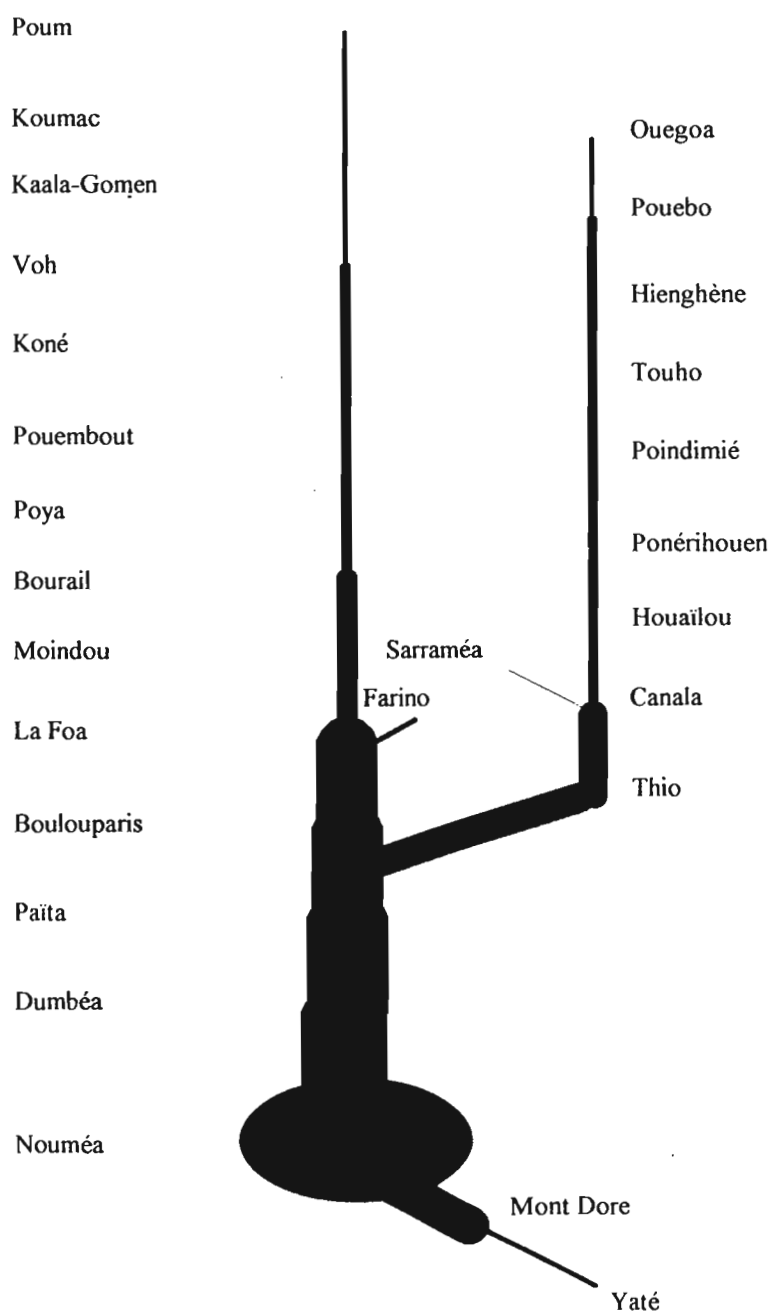 Poum
Koumac
Kaala-Gomen
Voh
Koné
Pouembout
Poya
Bourail
Moindou
La Foa
Boulouparis
Païta
Dumbéa
Nouméa
Sarraméa
Farino
Ouegoa
Pouebo
Hienghène
Touho
Poindimié
Ponérihouen
Houaïlou
Canala
Thio
Mont Dore
Yaté